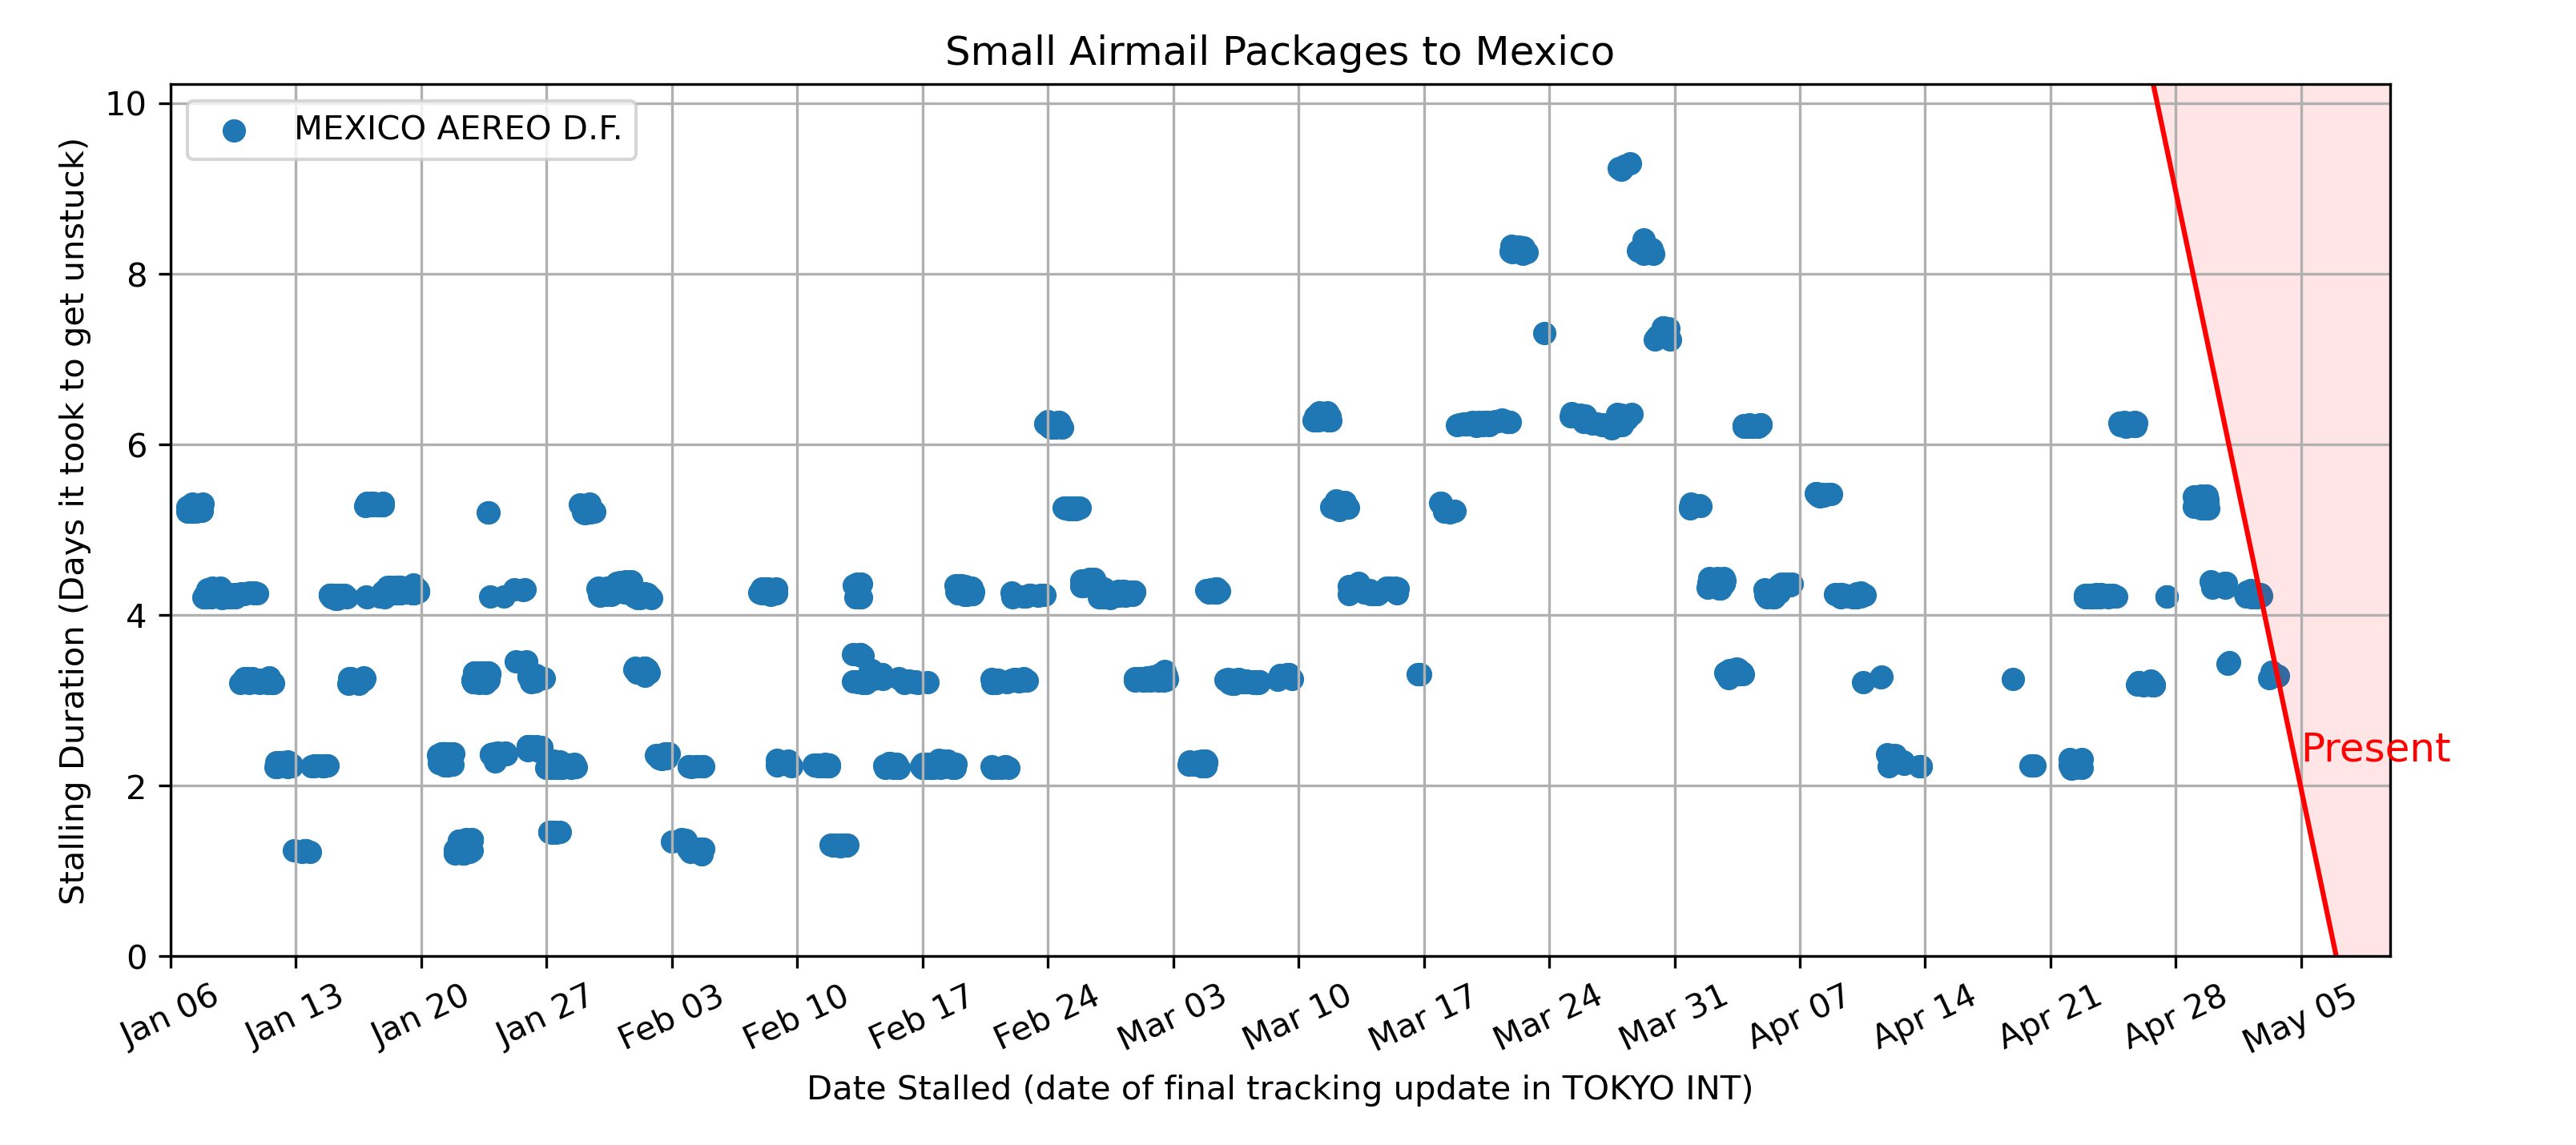 Small Airmail Packages to Mexico
MEXICO AEREO D.F.
Stalling Duration (Days it took to get unstuck)
10
8
6
4
2
0
Present
Jan 06
Jan 13
Jan 20
Jan 27
Feb 03
Feb 10
Feb 17
Feb 24
Mar 03
Mar 10
Mar 17
Mar 24
Mar 31
Apr 07
Apr 14
Apr 21
Apr 28
May 05
Date Stalled (date of final tracking update in TOKYO INT)